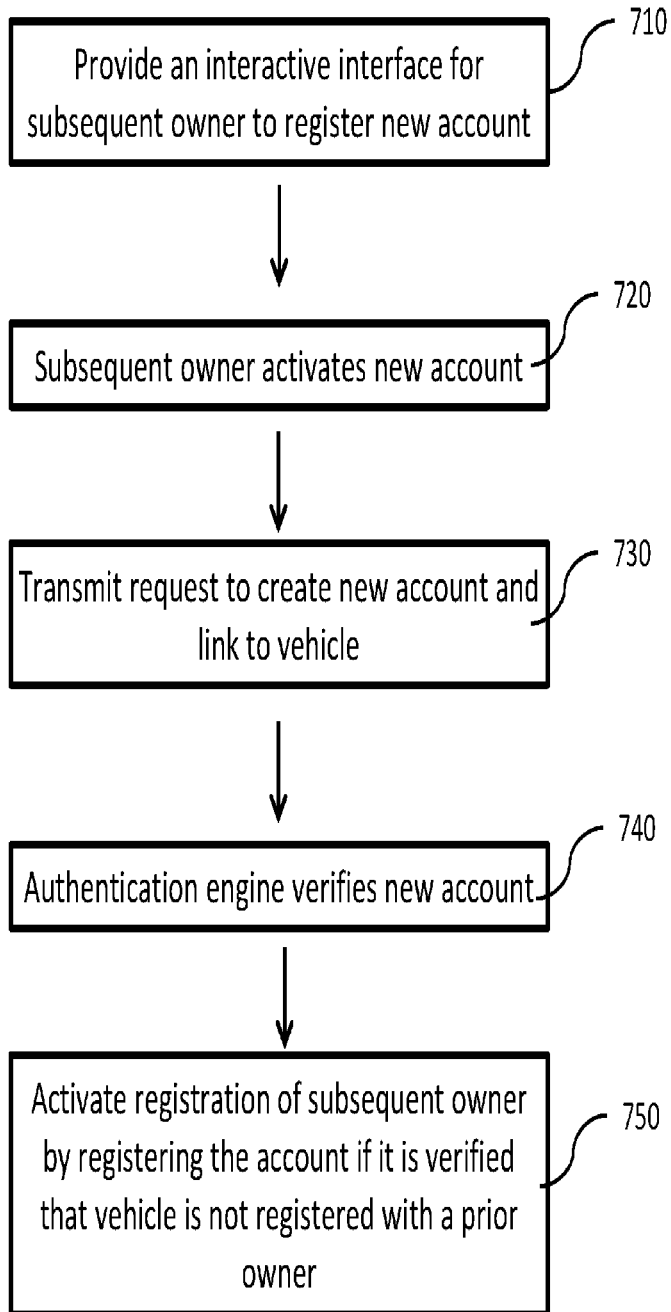 710
Provide an interactive interface for
subsequent owner to register new account
720
Subsequent owner activates new account
730
Transmit request to create new account and
link to vehicle
740
Authentication engine verifies new account
750
Activate registration of subsequent owner
by registering the account if it is verified
that vehicle is not registered with a prior
owner